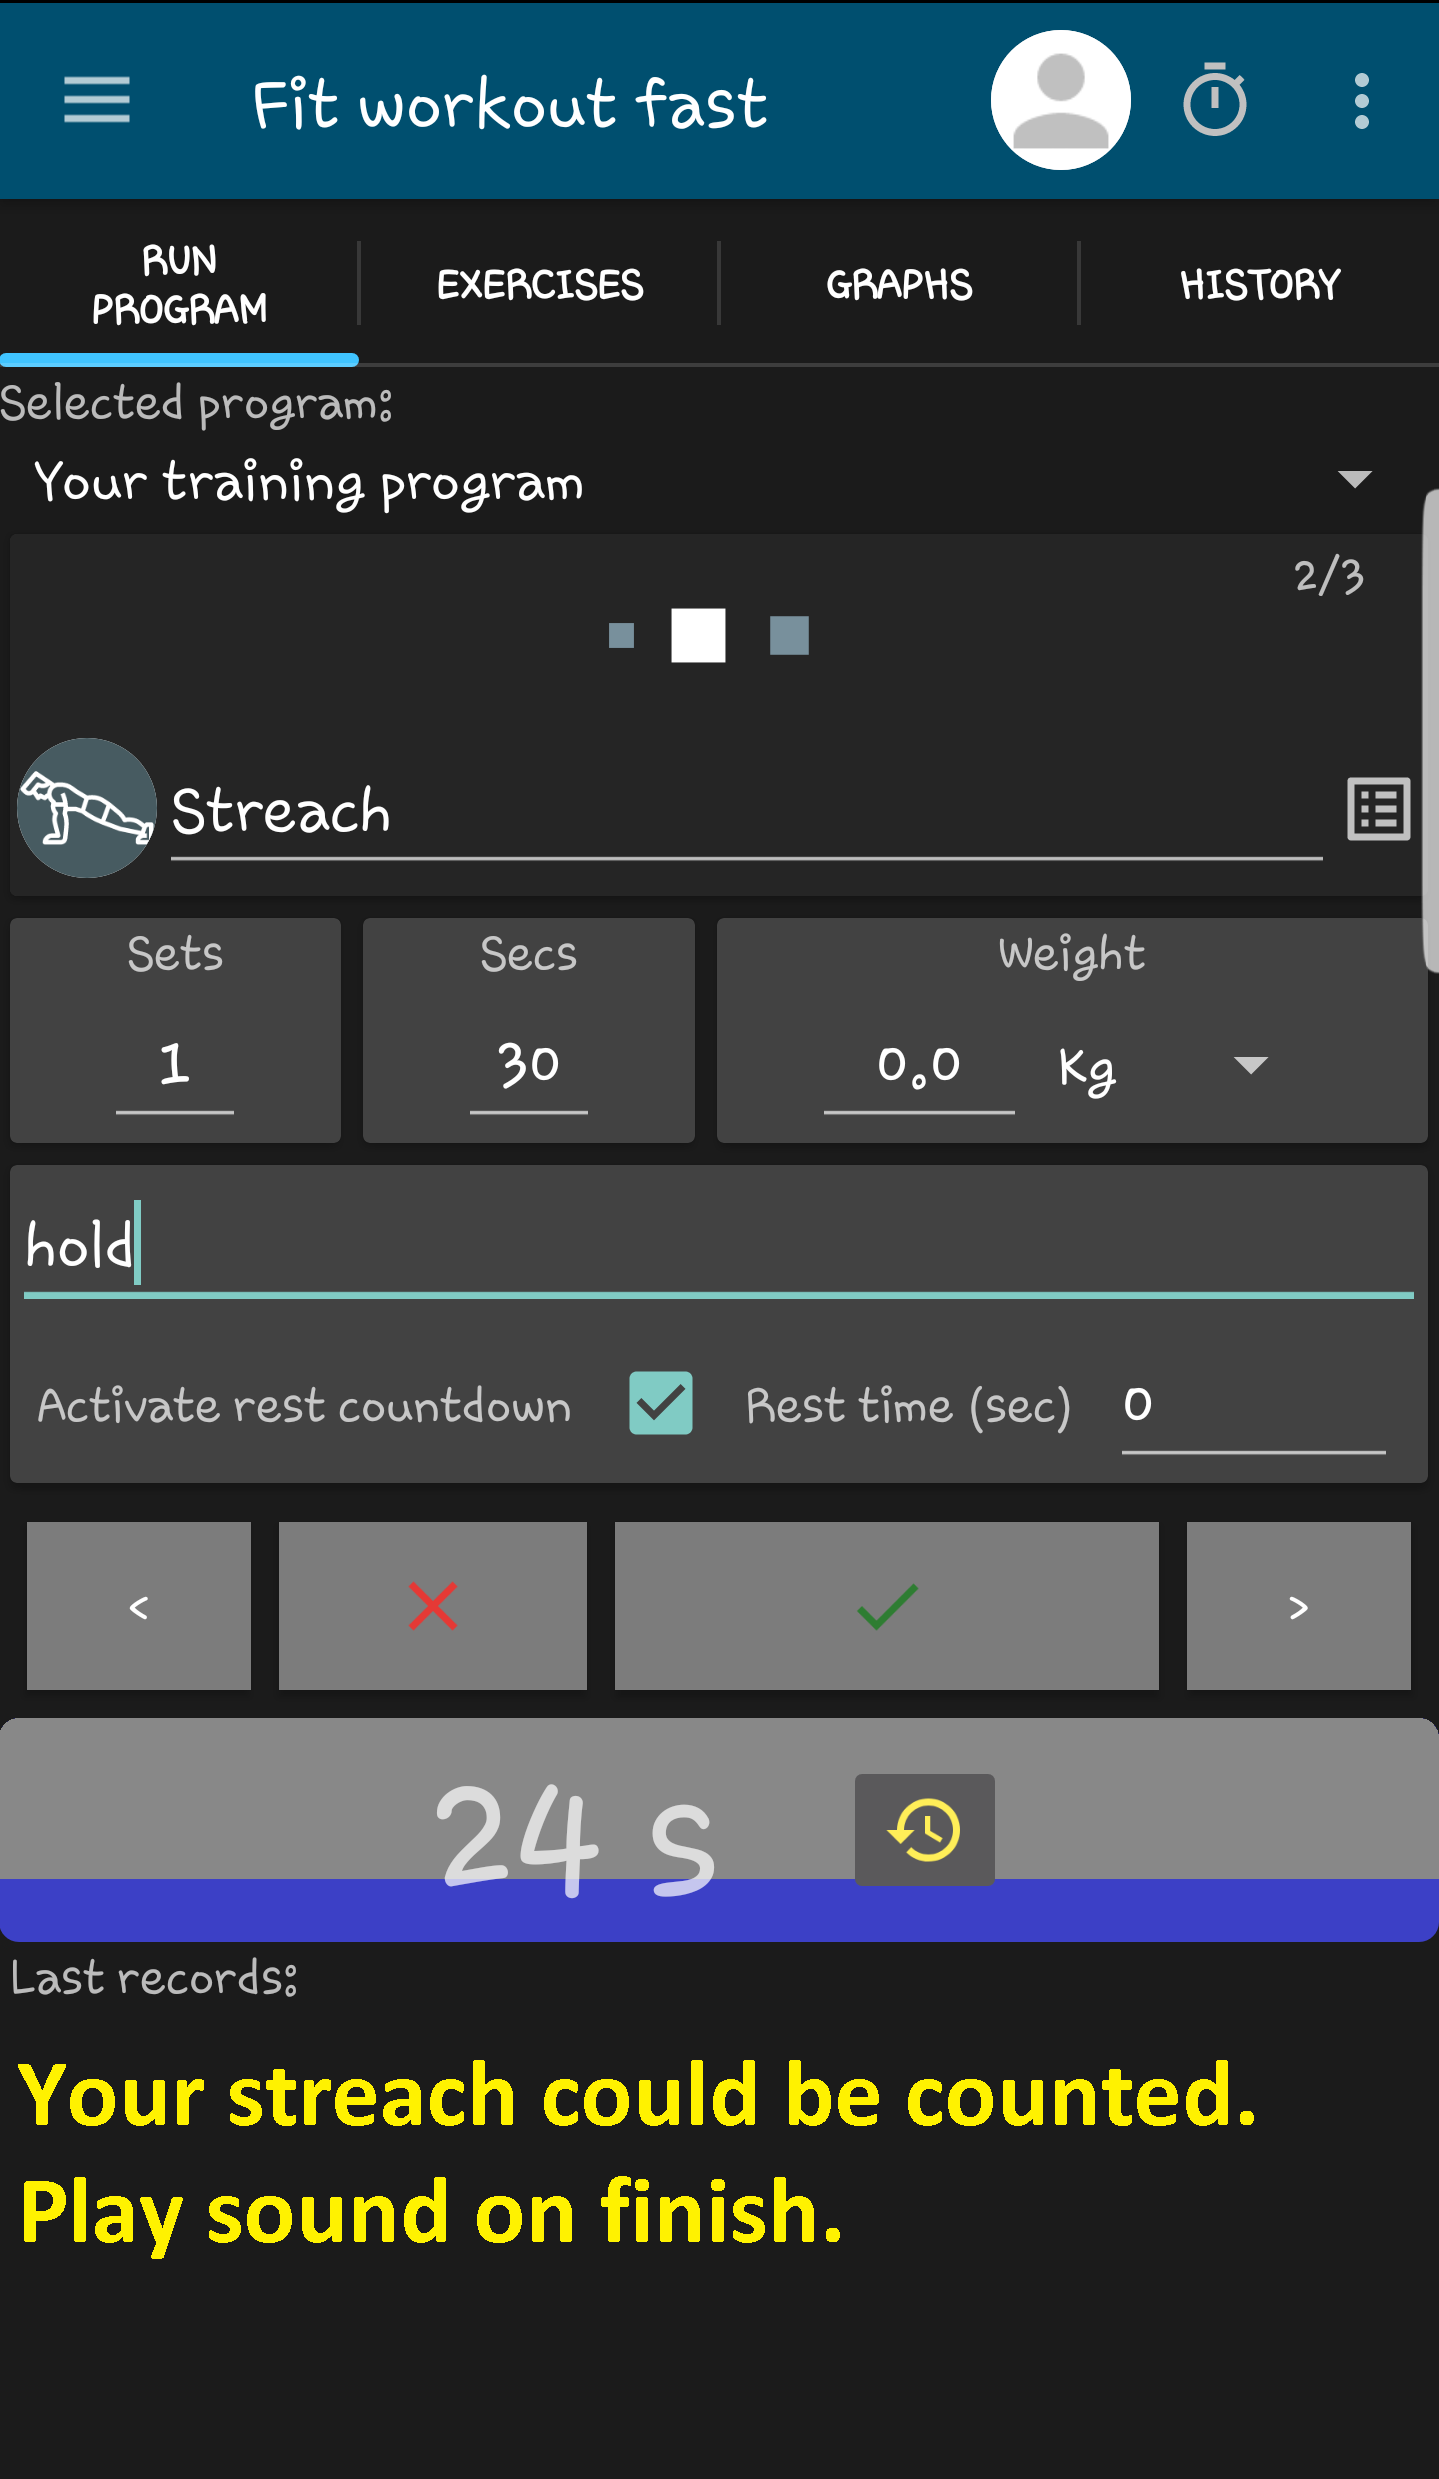 Fit workout fast
RUN
PROGRAM
EXERCISES
GRAPHS
HISTORY
Selected program:
Your training program
2/3
Streach
Sets
Secs
Weight
1
30
0.0
Kg
hold
Activate rest countdown
Rest time (sec)
0
<
>
24 s
Last records:
Your streach could be counted.
Play sound on finish.